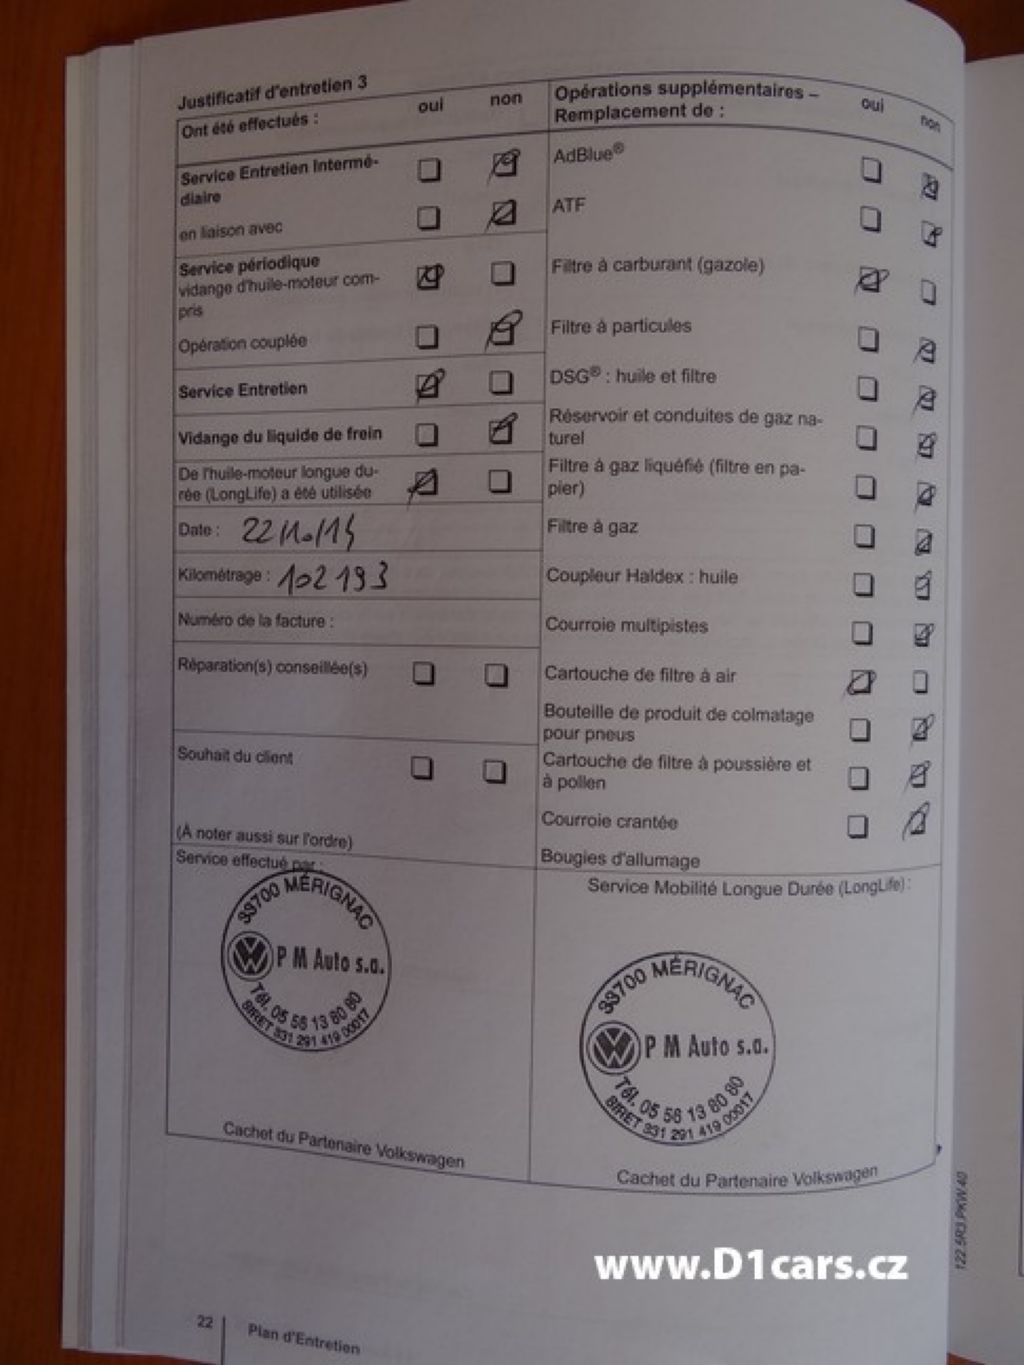 Justificatif d'entretien 3
Ont été effectués :
oui
non
Service Entretien Intermé-
diaire
en liaison avec
Service périodique
vidange d'huile-moteur com-
pris
Opération couplée
Service Entretien
Vidange du liquide de frein
De l'huile-moteur longue du-
rée (LongLife) a été utilisée
Date :
Kilométrage : 102193
Numéro de la facture :
Réparation(s) conseillée(s)
Souhait du client
(À noter aussi sur l'ordre)
Service effectué par :
33700 MÉRIGNAC
P M Auto s.a.
Tél. 05 56 13 80 80
SIRET 331 291 419 00017
Cachet du Partenaire Volkswagen
Opérations supplémentaires –
Remplacement de :
oui
non
AdBlue®
ATF
Filtre à carburant (gazole)
Filtre à particules
DSG® : huile et filtre
Réservoir et conduites de gaz na-
turel
Filtre à gaz liquéfié (filtre en pa-
pier)
Filtre à gaz
Coupleur Haldex : huile
Courroie multipistes
Cartouche de filtre à air
Bouteille de produit de colmatage
pour pneus
Cartouche de filtre à poussière et
à pollen
Courroie crantée
Bougies d'allumage
Service Mobilité Longue Durée (LongLife) :
33700 MÉRIGNAC
P M Auto s.a.
Tél. 05 56 13 80 80
SIRET 331 291 419 00017
Cachet du Partenaire Volkswagen
122.5R3.PKW.40
www.D1cars.cz
22
Plan d'Entretien